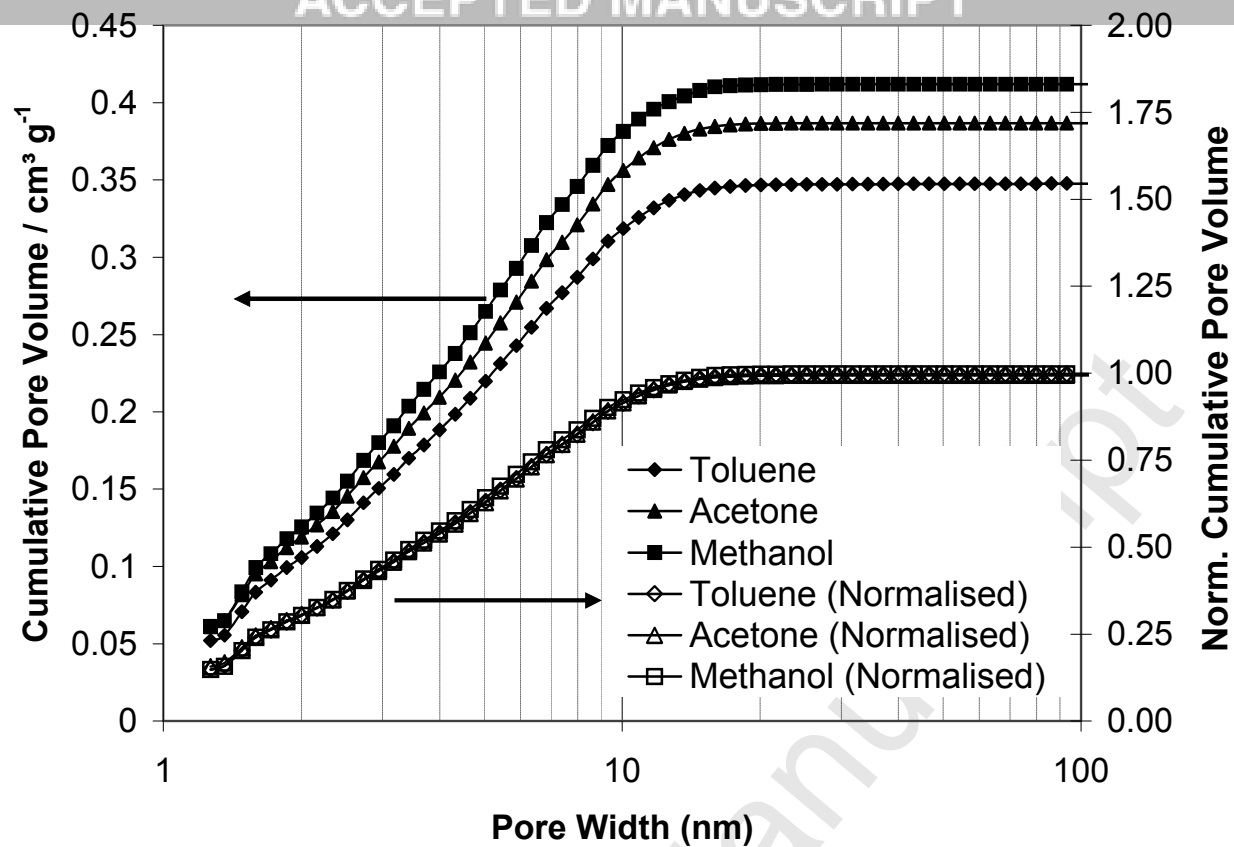 ACCEPTED MANUSCRIPT
0.45
0.4
0.35
0.3
0.25
0.2
0.15
0.1
0.05
0
Cumulative Pore Volume / cm³ g⁻¹
2.00
1.75
1.50
1.25
1.00
0.75
0.50
0.25
0.00
Norm. Cumulative Pore Volume
Toluene
Acetone
Methanol
Toluene (Normalised)
Acetone (Normalised)
Methanol (Normalised)
1
10
100
Pore Width (nm)